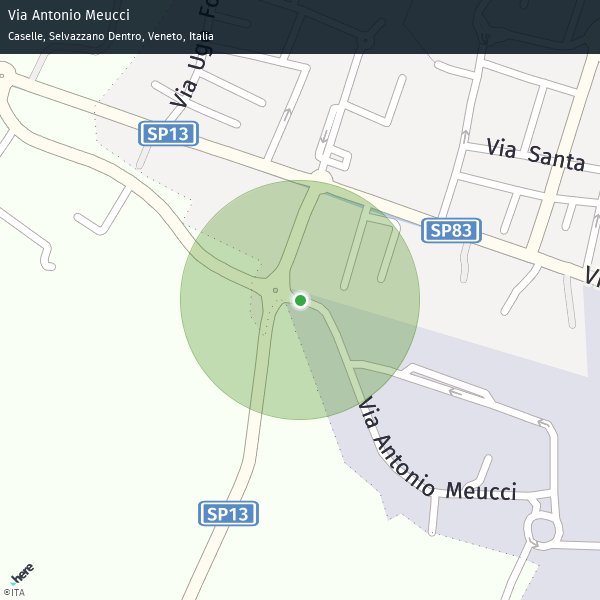 Via Antonio Meucci
Caselle, Selvazzano Dentro, Veneto, Italia
Via Ugo Fo
SP13
Via Santa
SP83
Vi
Via Antonio Meucci
SP13
here
©ITA